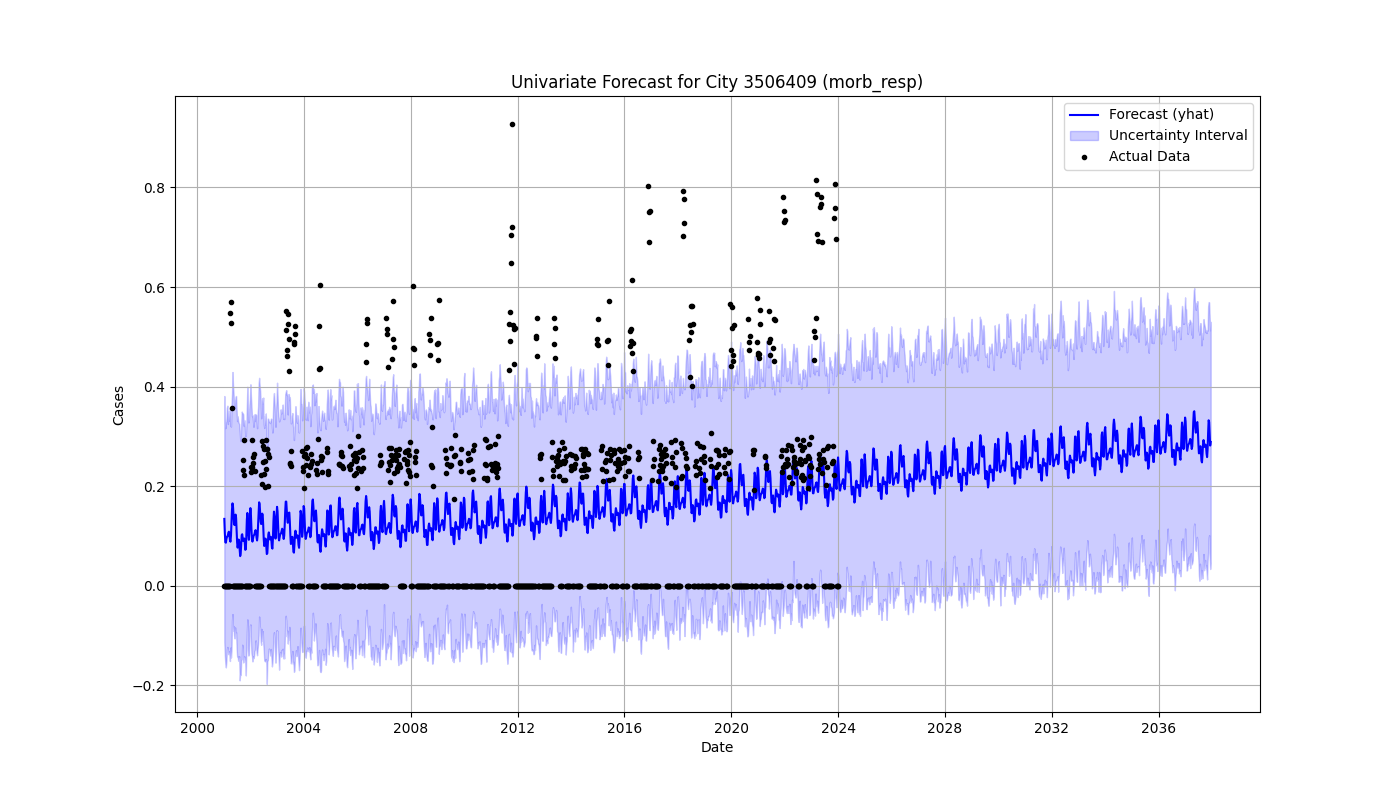 Univariate Forecast for City 3506409 (morb_resp)
Forecast (yhat)
Uncertainty Interval
Actual Data
Cases
0.8
0.6
0.4
0.2
0.0
−0.2
2000 2004 2008 2012 2016 2020 2024 2028 2032 2036
Date